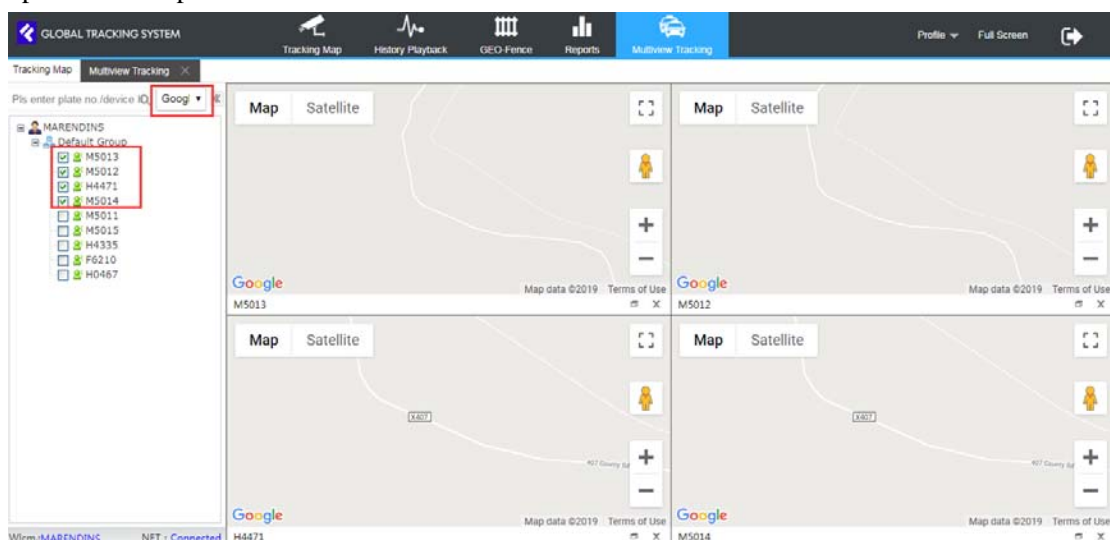 GLOBAL TRACKING SYSTEM
Tracking Map
History Playback
GEO-Fence
Reports
Multiview Tracking
Profile
Full Screen
Tracking Map
Multiview Tracking
Pls enter plate no./device ID,
Googl
MARENDINS
Default Group
M5013
M5012
H4471
M5014
M5011
M5015
H4335
F6210
H0467
Wlcm :MARENDINS
NET : Connected
Map
Satellite
Google
Map data ©2019
Terms of Use
M5013
X
Map
Satellite
Google
Map data ©2019
Terms of Use
M5012
X
Map
Satellite
X407
Google
Map data ©2019
Terms of Use
H4471
X
Map
Satellite
X407
Google
Map data ©2019
Terms of Use
M5014
X